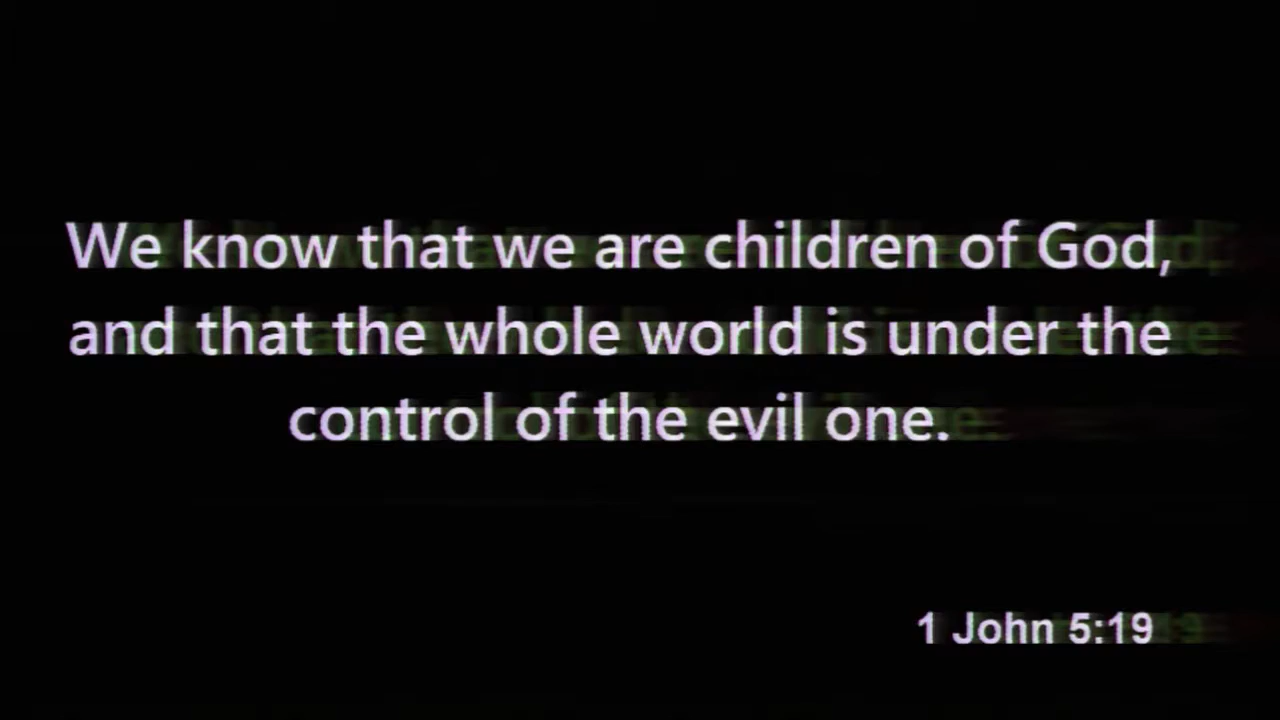 We know that we are children of God,
and that the whole world is under the
control of the evil one.
1 John 5:19